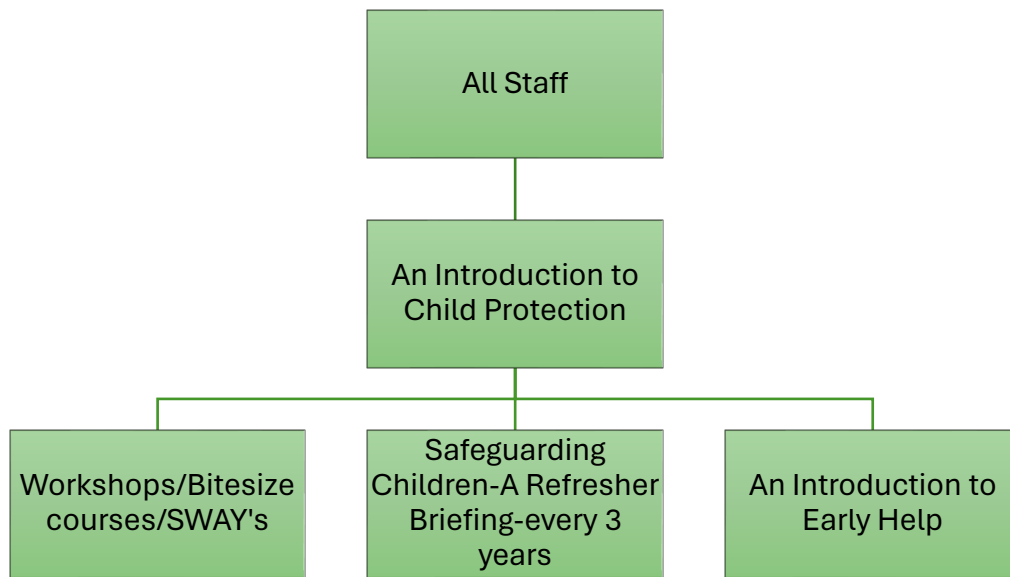 All Staff
An Introduction to
Child Protection
Workshops/Bitesize
courses/SWAY's
Safeguarding
Children-A Refresher
Briefing-every 3
years
An Introduction to
Early Help